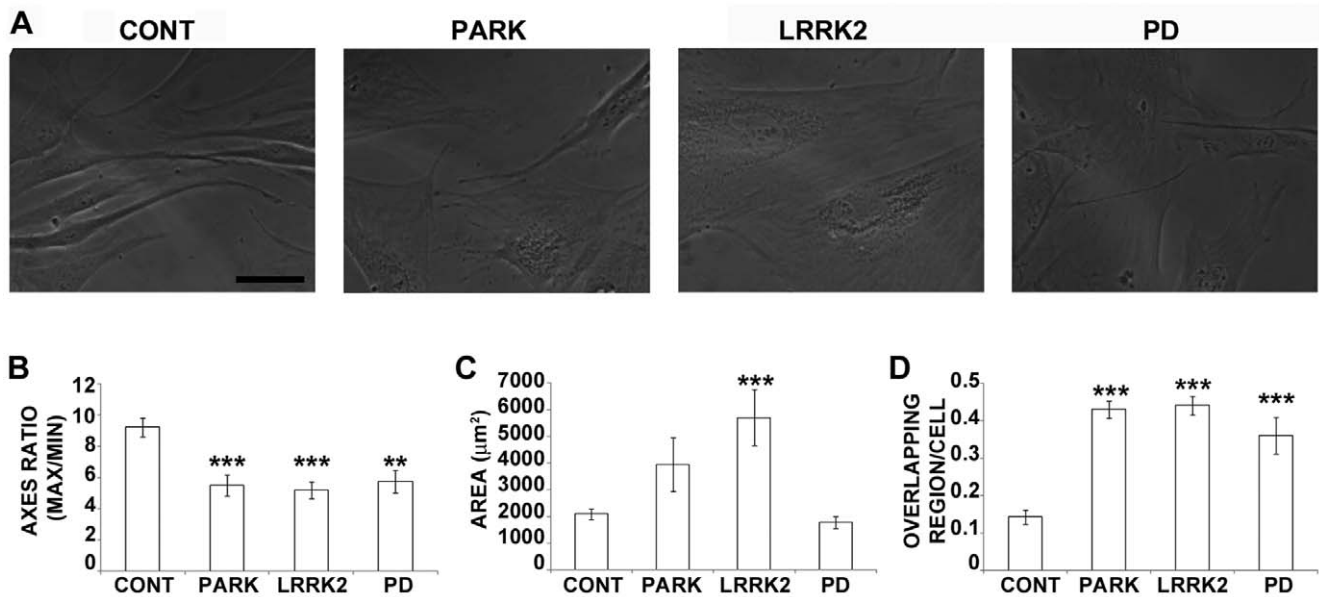 A
CONT PARK LRRK2 PD
B
AXES RATIO
(MAX/MIN)
12
10
8
6
4
2
0
*** *** **
CONT PARK LRRK2 PD
C
AREA (μm²)
7000
6000
5000
4000
3000
2000
1000
0
***
CONT PARK LRRK2 PD
D
OVERLAPPING
REGION/CELL
0.5
0.4
0.3
0.2
0.1
0
*** *** ***
CONT PARK LRRK2 PD